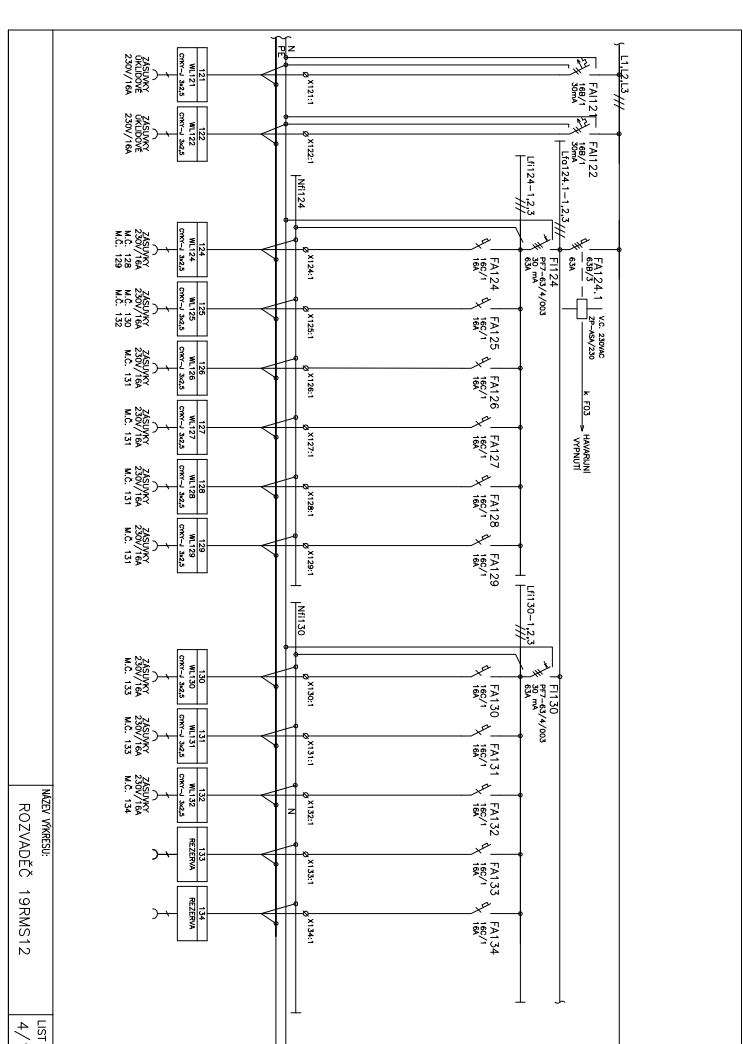 L1,L2,L3
N
PE
FAI121
16B/1
30mA
X121:1
121
WL121
CYKY-J 3x2,5
ZÁSUVKY
ÚKLIDOVÉ
230V/16A
FAI122
16B/1
30mA
X122:1
122
WL122
CYKY-J 3x2,5
ZÁSUVKY
ÚKLIDOVÉ
230V/16A
Lfa124.1-1,2,3
Lfi124-1,2,3
Nfi124
FA124.1
63B/3
63A
V.C. 230VAC
ZP-ASA/230
k F03
HAVARIJNÍ
VYPNUTÍ
FI124
PF7-63/4/003
30 mA
63A
FA124
16C/1
16A
X124:1
124
WL124
CYKY-J 3x2,5
ZÁSUVKY
230V/16A
M.Č. 128
M.Č. 129
FA125
16C/1
16A
X125:1
125
WL125
CYKY-J 3x2,5
ZÁSUVKY
230V/16A
M.Č. 130
M.Č. 132
FA126
16C/1
16A
X126:1
126
WL126
CYKY-J 3x2,5
ZÁSUVKY
230V/16A
M.Č. 131
FA127
16C/1
16A
X127:1
127
WL127
CYKY-J 3x2,5
ZÁSUVKY
230V/16A
M.Č. 131
FA128
16C/1
16A
X128:1
128
WL128
CYKY-J 3x2,5
ZÁSUVKY
230V/16A
M.Č. 131
FA129
16C/1
16A
X129:1
129
WL129
CYKY-J 3x2,5
ZÁSUVKY
230V/16A
M.Č. 131
Lfi130-1,2,3
Nfi130
FI130
PF7-63/4/003
30 mA
63A
FA130
16C/1
16A
X130:1
130
WL130
CYKY-J 3x2,5
ZÁSUVKY
230V/16A
M.Č. 133
FA131
16C/1
16A
X131:1
131
WL131
CYKY-J 3x2,5
ZÁSUVKY
230V/16A
M.Č. 133
FA132
16C/1
16A
X132:1
N
132
WL132
CYKY-J 3x2,5
ZÁSUVKY
230V/16A
M.Č. 134
FA133
16C/1
16A
X133:1
133
REZERVA
FA134
16C/1
16A
X134:1
134
REZERVA
NÁZEV VÝKRESU:
ROZVADĚČ 19RMS12
LIST
4/